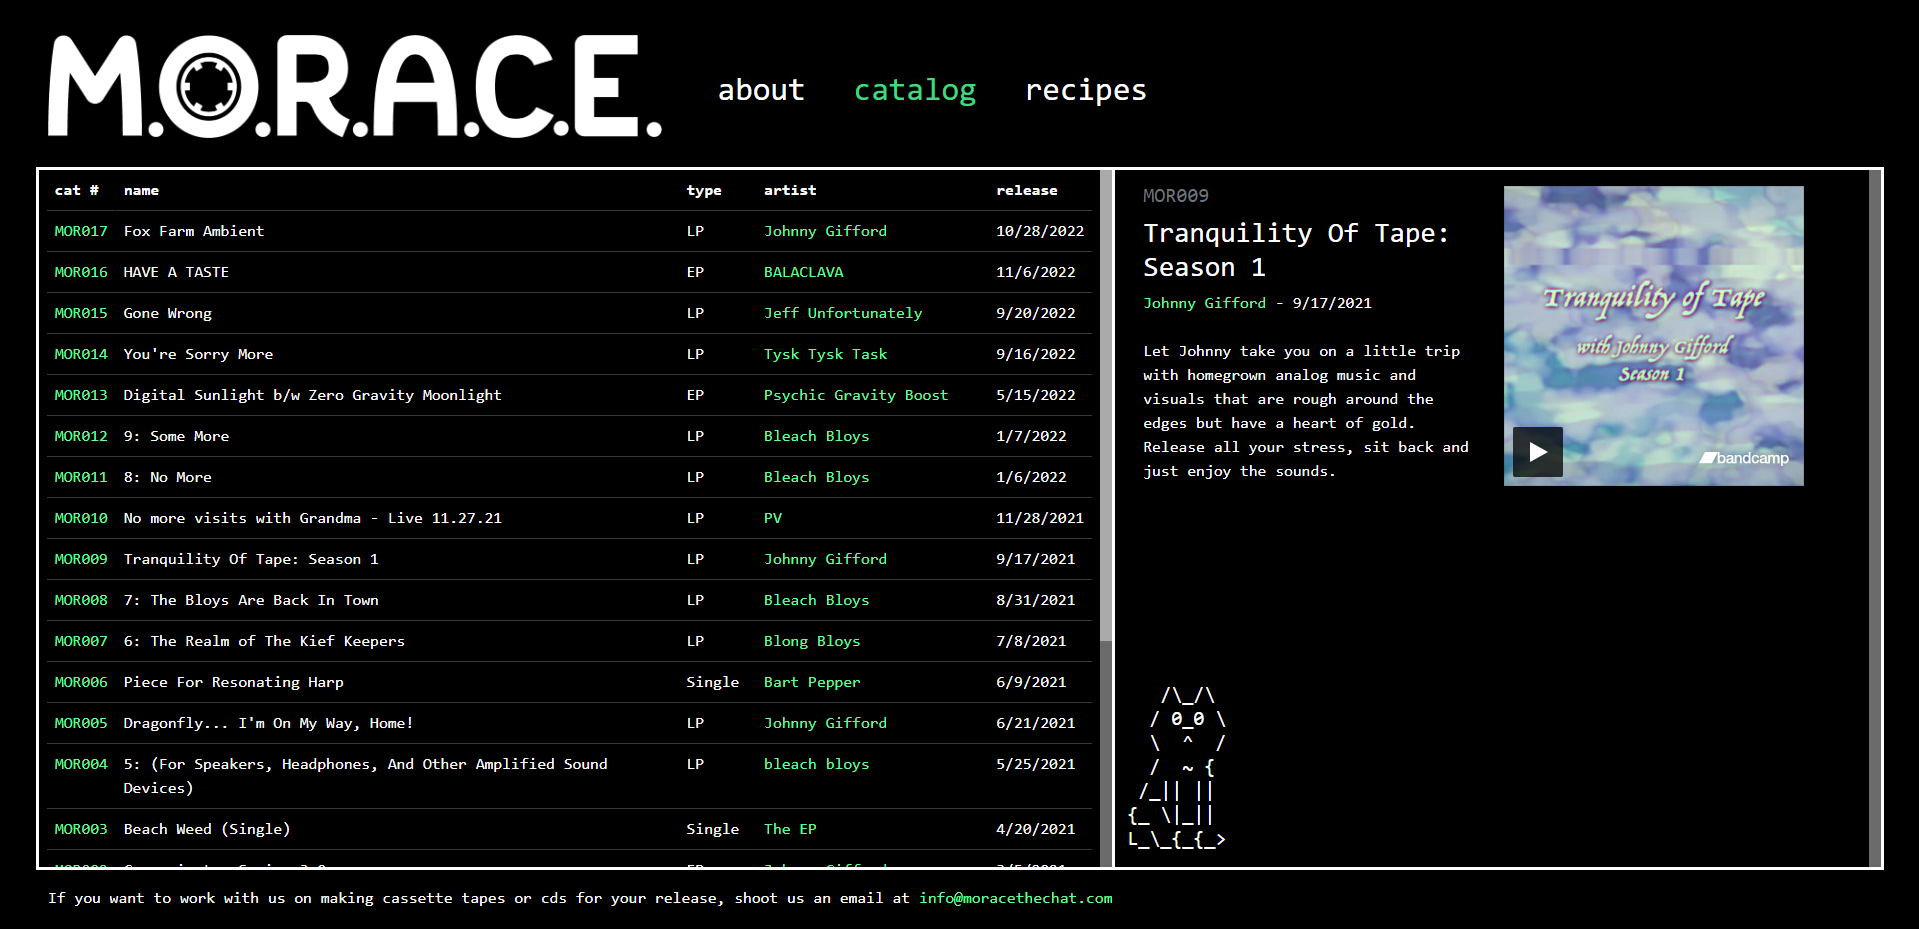 M.O.R.A.C.E.
about catalog recipes
cat # name type artist release
MOR017 Fox Farm Ambient LP Johnny Gifford 10/28/2022
MOR016 HAVE A TASTE EP BALACLAVA 11/6/2022
MOR015 Gone Wrong LP Jeff Unfortunately 9/20/2022
MOR014 You're Sorry More LP Tysk Tysk Task 9/16/2022
MOR013 Digital Sunlight b/w Zero Gravity Moonlight EP Psychic Gravity Boost 5/15/2022
MOR012 9: Some More LP Bleach Bloys 1/7/2022
MOR011 8: No More LP Bleach Bloys 1/6/2022
MOR010 No more visits with Grandma - Live 11.27.21 LP PV 11/28/2021
MOR009 Tranquility Of Tape: Season 1 LP Johnny Gifford 9/17/2021
MOR008 7: The Bloys Are Back In Town LP Bleach Bloys 8/31/2021
MOR007 6: The Realm of The Kief Keepers LP Blong Bloys 7/8/2021
MOR006 Piece For Resonating Harp Single Bart Pepper 6/9/2021
MOR005 Dragonfly... I'm On My Way, Home! LP Johnny Gifford 6/21/2021
MOR004 5: (For Speakers, Headphones, And Other Amplified Sound LP bleach bloys 5/25/2021
Devices)
MOR003 Beach Weed (Single) Single The EP 4/20/2021
MOR009
Tranquility Of Tape:
Season 1
Johnny Gifford - 9/17/2021
Let Johnny take you on a little trip
with homegrown analog music and
visuals that are rough around the
edges but have a heart of gold.
Release all your stress, sit back and
just enjoy the sounds.
Tranquility of Tape
with Johnny Gifford
Season 1
bandcamp
/\_/\
/ 0_0 \
\ ^ /
/ ~ {
/_|| ||
{_ \|_||
L_\_{_{_>
If you want to work with us on making cassette tapes or cds for your release, shoot us an email at info@moracethechat.com